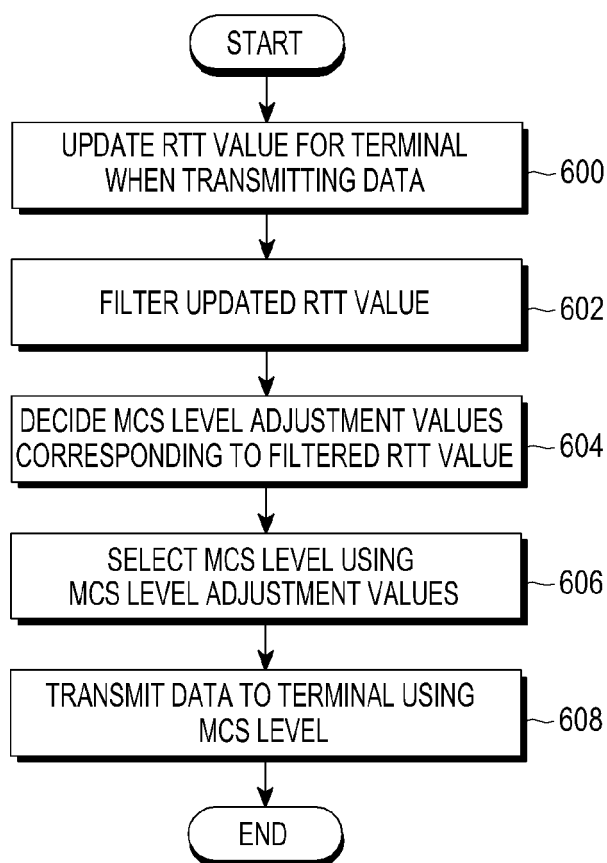 START
UPDATE RTT VALUE FOR TERMINAL
WHEN TRANSMITTING DATA
600
FILTER UPDATED RTT VALUE
602
DECIDE MCS LEVEL ADJUSTMENT VALUES
CORRESPONDING TO FILTERED RTT VALUE
604
SELECT MCS LEVEL USING
MCS LEVEL ADJUSTMENT VALUES
606
TRANSMIT DATA TO TERMINAL USING
MCS LEVEL
608
END